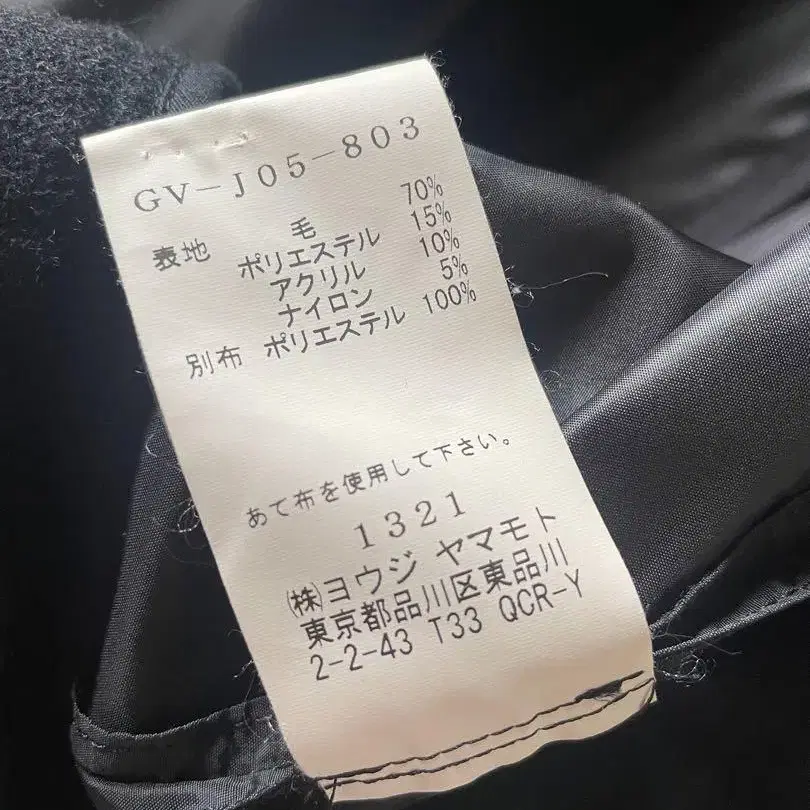 GV-J05-803
表地 毛 70%
ポリエステル 15%
アクリル 10%
ナイロン 5%
別布 ポリエステル 100%
あて布を使用して下さい。
1321
㈱ヨウジ ヤマモト
東京都品川区東品川
2-2-43 T33 QCR-Y